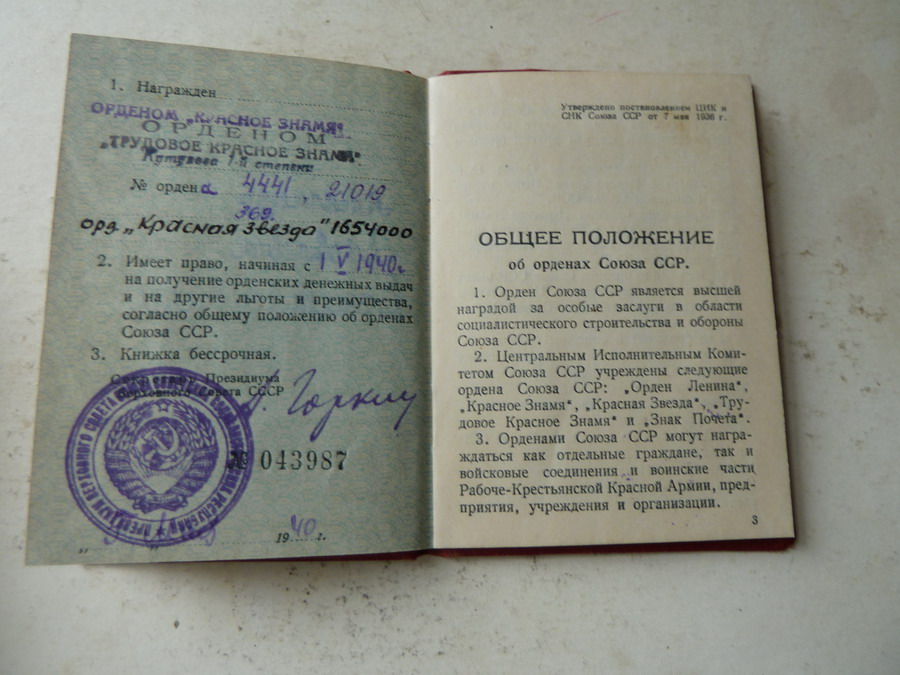 1. Награжден
ОРДЕНОМ „КРАСНОЕ ЗНАМЯ“
ОРДЕНОМ
„ТРУДОВОЕ КРАСНОЕ ЗНАМЯ“
Кутузова 1-й степени
№ ордена 4441, 21019
369.
орд „Красная звезда" 1654000
2. Имеет право, начиная с 1 V 1940г
на получение орденских денежных выдач
и на другие льготы и преимущества,
согласно общему положению об орденах
Союза ССР.
3. Книжка бессрочная.
Секретарь Президиума
Верховного Совета СССР
А. Горкин
№ 043987
1940 г.
Утверждено постановлением ЦИК и
СНК Союза ССР от 7 мая 1936 г.
ОБЩЕЕ ПОЛОЖЕНИЕ
об орденах Союза ССР.
1. Орден Союза ССР является высшей
наградой за особые заслуги в области
социалистического строительства и обороны
Союза ССР.
2. Центральным Исполнительным Коми-
тетом Союза ССР учреждены следующие
ордена Союза ССР: „Орден Ленина“,
„Красное Знамя“, „Красная Звезда“, „Тру-
довое Красное Знамя“ и „Знак Почета“.
3. Орденами Союза ССР могут награ-
ждаться как отдельные граждане, так и
войсковые соединения и воинские части
Рабоче-Крестьянской Красной Армии, пред-
приятия, учреждения и организации.
3